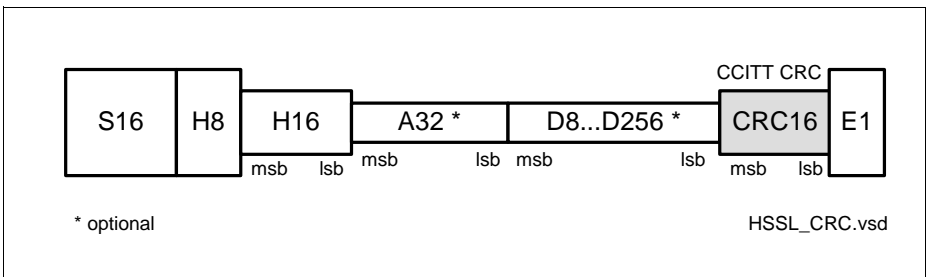 CCITT CRC
S16 H8 H16 A32 * D8...D256 * CRC16 E1
msb lsb msb lsb msb lsb msb lsb
* optional HSSL_CRC.vsd